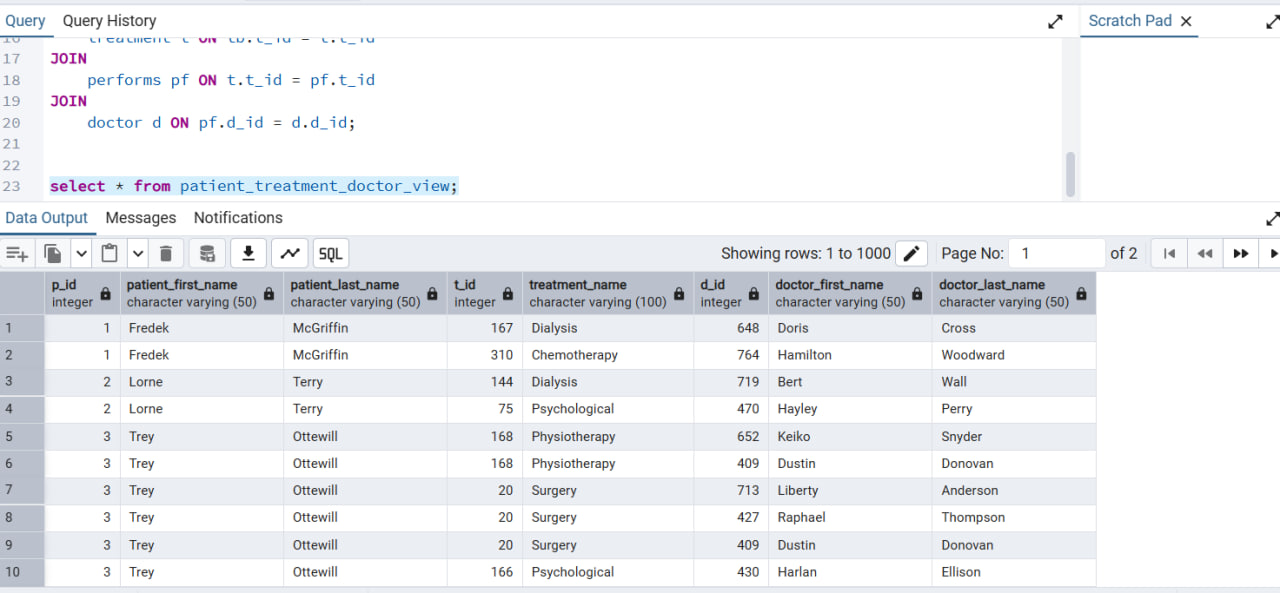 Query Query History Scratch Pad
16 treatment t ON tb.t_id = t.t_id
17 JOIN
18 performs pf ON t.t_id = pf.t_id
19 JOIN
20 doctor d ON pf.d_id = d.d_id;
21
22
23 select * from patient_treatment_doctor_view;
Data Output Messages Notifications
SQL Showing rows: 1 to 1000 Page No: 1 of 2
p_id patient_first_name patient_last_name t_id treatment_name d_id doctor_first_name doctor_last_name
integer character varying (50) character varying (50) integer character varying (100) integer character varying (50) character varying (50)
1 1 Fredek McGriffin 167 Dialysis 648 Doris Cross
2 1 Fredek McGriffin 310 Chemotherapy 764 Hamilton Woodward
3 2 Lorne Terry 144 Dialysis 719 Bert Wall
4 2 Lorne Terry 75 Psychological 470 Hayley Perry
5 3 Trey Ottewill 168 Physiotherapy 652 Keiko Snyder
6 3 Trey Ottewill 168 Physiotherapy 409 Dustin Donovan
7 3 Trey Ottewill 20 Surgery 713 Liberty Anderson
8 3 Trey Ottewill 20 Surgery 427 Raphael Thompson
9 3 Trey Ottewill 20 Surgery 409 Dustin Donovan
10 3 Trey Ottewill 166 Psychological 430 Harlan Ellison